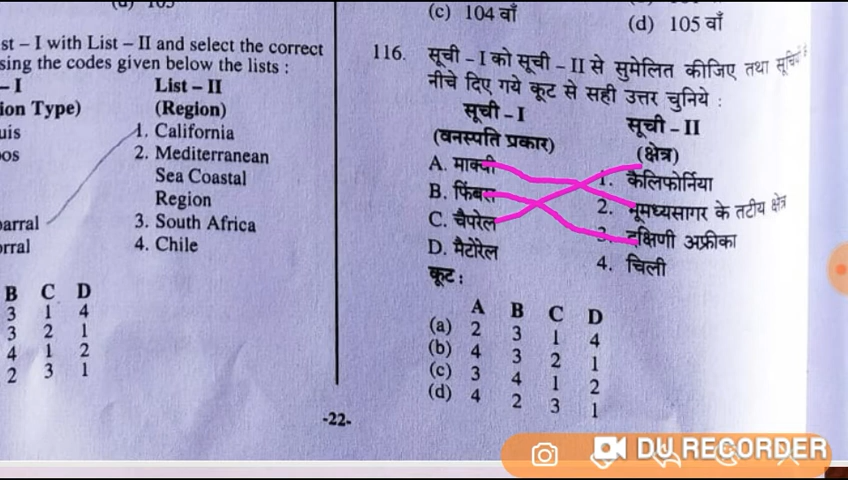 st – I with List – II and select the correct
sing the codes given below the lists :
– I List – II
ion Type) (Region)
uis 1. California
os 2. Mediterranean
Sea Coastal
Region
arral 3. South Africa
orral 4. Chile
B C D
3 1 4
3 2 1
4 1 2
2 3 1
-22-
(c) 104 वाँ
(d) 105 वाँ
116. सूची – I को सूची – II से सुमेलित कीजिए तथा
नीचे दिए गये कूट से सही उत्तर चुनिये :
सूची – I सूची – II
(वनस्पति प्रकार) (क्षेत्र)
A. माक्वी 1. कैलिफोर्निया
B. फिंबस 2. भूमध्यसागर के तटीय क्षेत्र
C. चैपरेल 3. दक्षिणी अफ्रीका
D. मैटोरेल 4. चिली
कूट :
A B C D
(a) 2 3 1 4
(b) 4 3 2 1
(c) 3 4 1 2
(d) 4 2 3 1
DU RECORDER